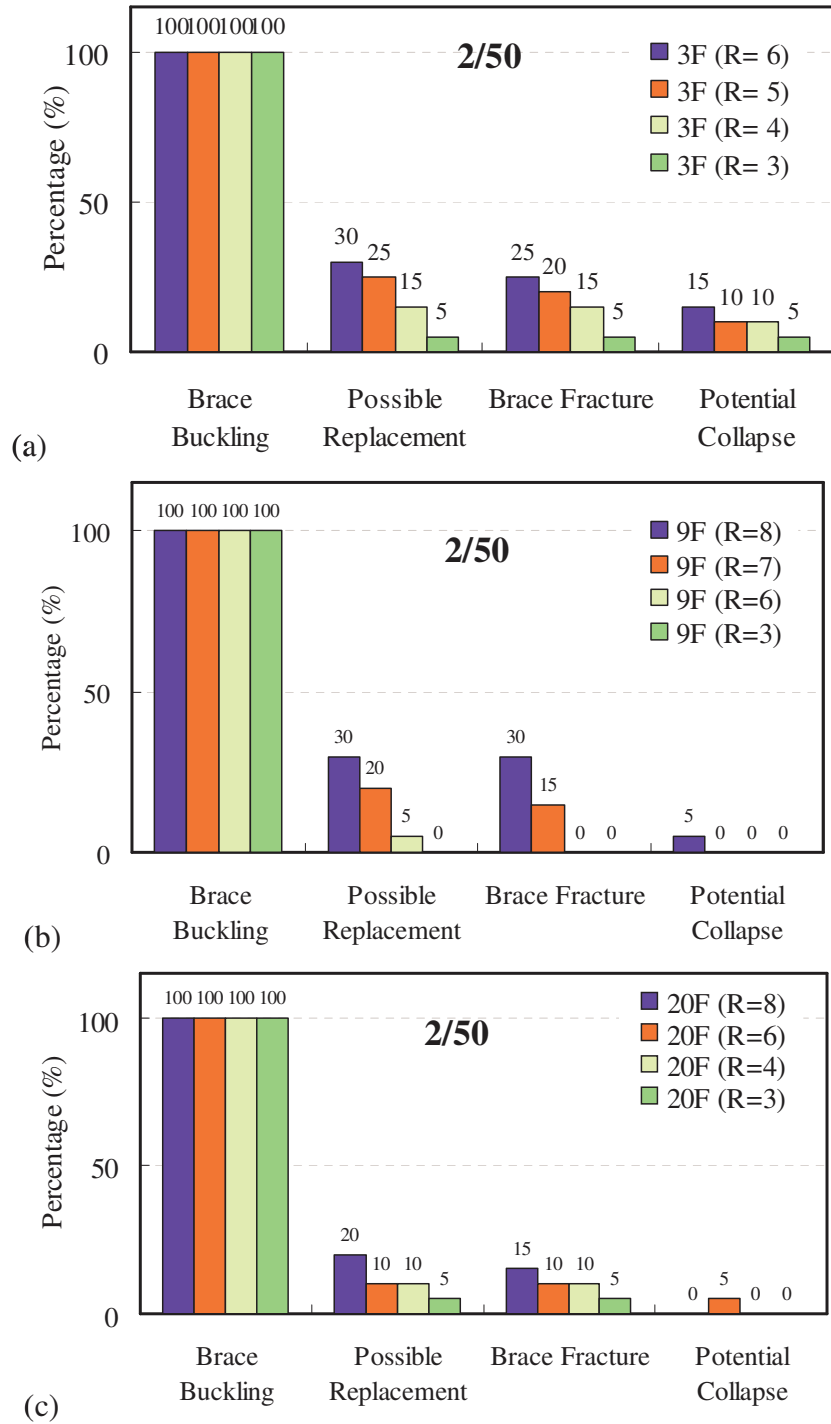 100 100 100 100
100
2/50
3F (R= 6)
3F (R= 5)
3F (R= 4)
3F (R= 3)
Percentage (%)
50
30
25
15
5
25
20
15
5
15
10
10
5
0
Brace Buckling
Possible Replacement
Brace Fracture
Potential Collapse
(a)
100 100 100 100
100
2/50
9F (R=8)
9F (R=7)
9F (R=6)
9F (R=3)
Percentage (%)
50
30
20
5
0
30
15
0
0
5
0
0
0
0
Brace Buckling
Possible Replacement
Brace Fracture
Potential Collapse
(b)
100 100 100 100
100
2/50
20F (R=8)
20F (R=6)
20F (R=4)
20F (R=3)
Percentage (%)
50
20
10
10
5
15
10
10
5
0
5
0
0
0
Brace Buckling
Possible Replacement
Brace Fracture
Potential Collapse
(c)